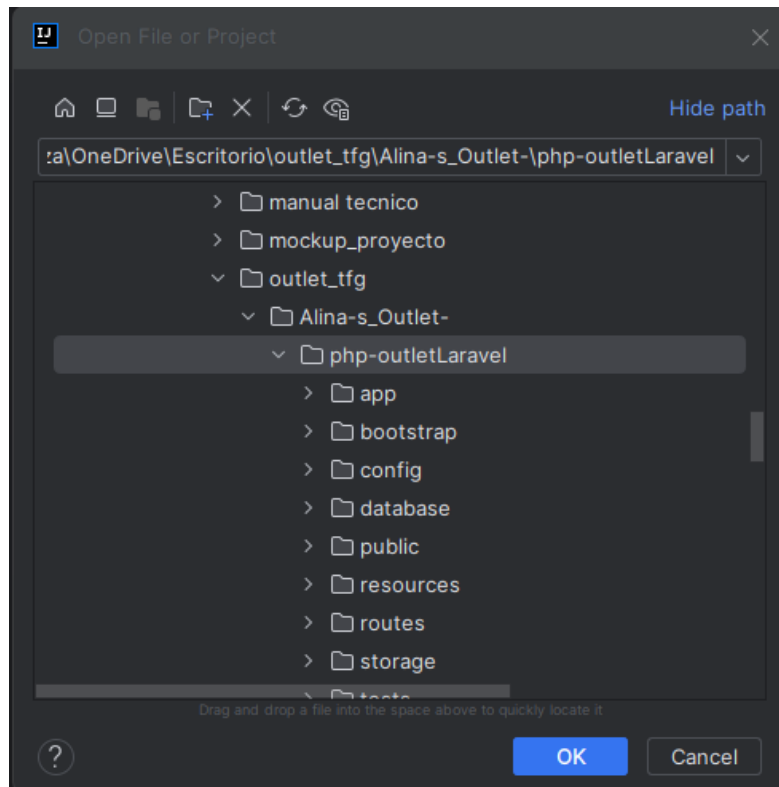 IJ Open File or Project
Hide path
za\OneDrive\Escritorio\outlet_tfg\Alina-s_Outlet-\php-outletLaravel
manual tecnico
mockup_proyecto
outlet_tfg
Alina-s_Outlet-
php-outletLaravel
app
bootstrap
config
database
public
resources
routes
storage
tests
Drag and drop a file into the space above to quickly locate it
? OK Cancel